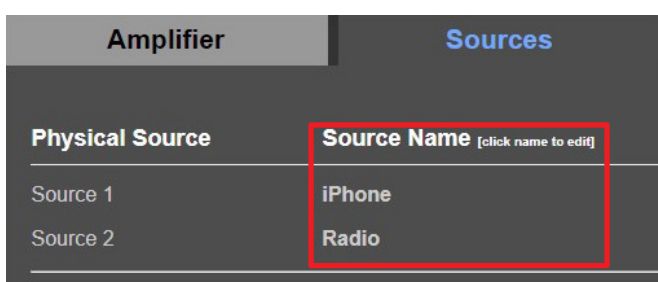 Amplifier Sources
Physical Source Source Name [click name to edit]
Source 1 iPhone
Source 2 Radio